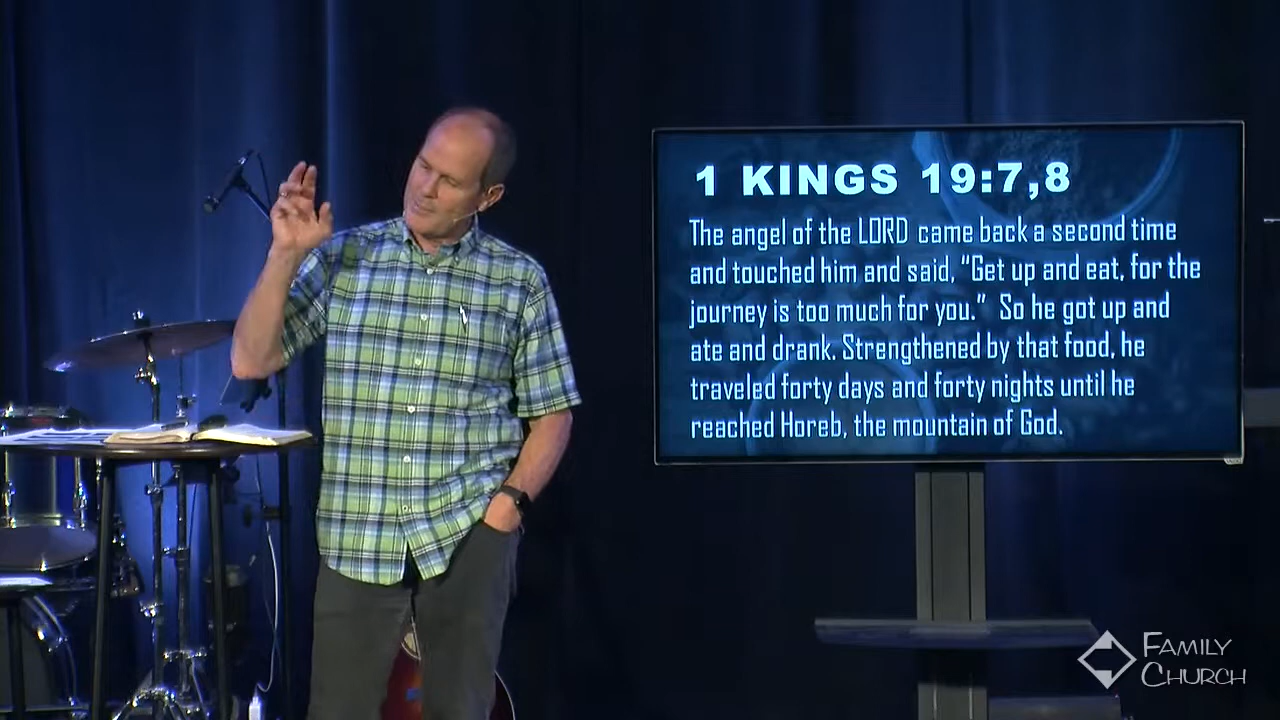 1 KINGS 19:7,8
The angel of the LORD came back a second time
and touched him and said, “Get up and eat, for the
journey is too much for you.” So he got up and
ate and drank. Strengthened by that food, he
traveled forty days and forty nights until he
reached Horeb, the mountain of God.
FAMILY
CHURCH